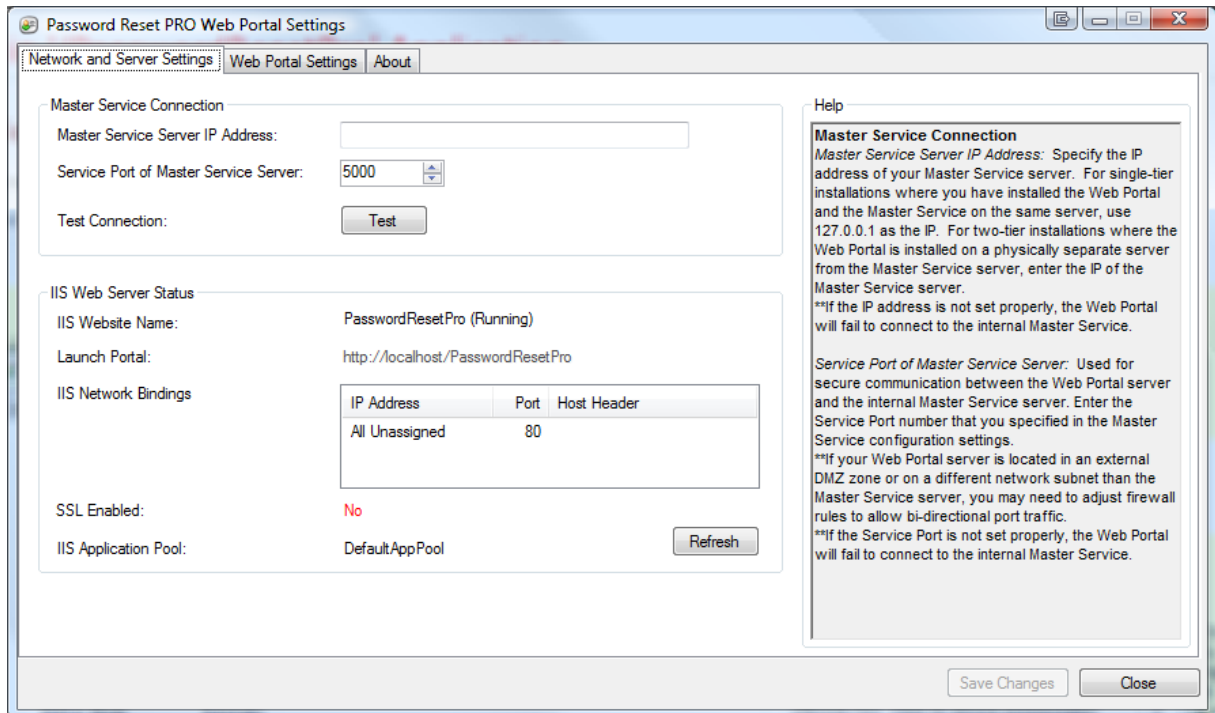 Password Reset PRO Web Portal Settings
Network and Server Settings
Web Portal Settings
About
Master Service Connection
Master Service Server IP Address:
Service Port of Master Service Server:
5000
Test Connection:
Test
IIS Web Server Status
IIS Website Name:
PasswordResetPro (Running)
Launch Portal:
http://localhost/PasswordResetPro
IIS Network Bindings
IP Address Port Host Header
All Unassigned 80
SSL Enabled:
No
IIS Application Pool:
DefaultAppPool
Refresh
Help
Master Service Connection
Master Service Server IP Address: Specify the IP
address of your Master Service server. For single-tier
installations where you have installed the Web Portal
and the Master Service on the same server, use
127.0.0.1 as the IP. For two-tier installations where the
Web Portal is installed on a physically separate server
from the Master Service server, enter the IP of the
Master Service server.
**If the IP address is not set properly, the Web Portal
will fail to connect to the internal Master Service.
Service Port of Master Service Server: Used for
secure communication between the Web Portal server
and the internal Master Service server. Enter the
Service Port number that you specified in the Master
Service configuration settings.
**If your Web Portal server is located in an external
DMZ zone or on a different network subnet than the
Master Service server, you may need to adjust firewall
rules to allow bi-directional port traffic.
**If the Service Port is not set properly, the Web Portal
will fail to connect to the internal Master Service.
Save Changes
Close